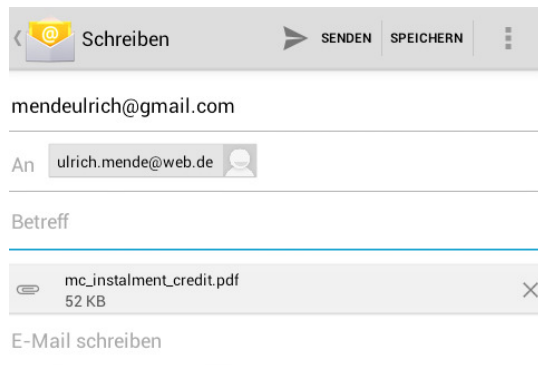 Schreiben SENDEN SPEICHERN
mendeulrich@gmail.com
An ulrich.mende@web.de
Betreff
mc_instalment_credit.pdf
52 KB
E-Mail schreiben